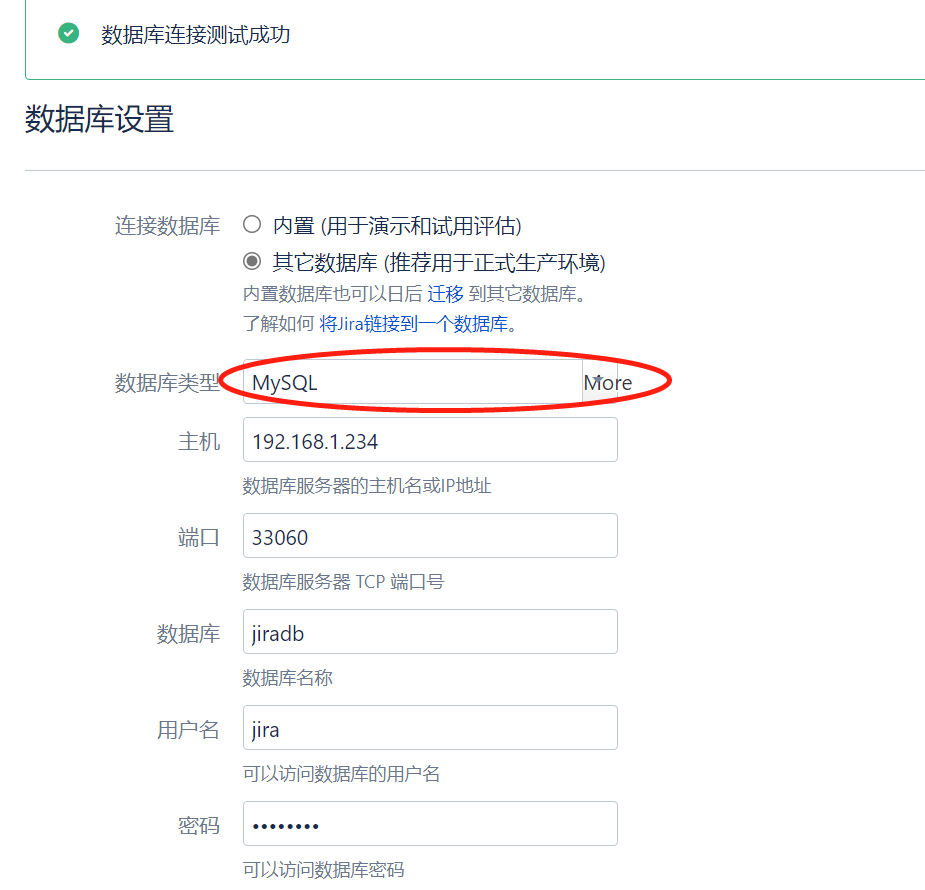 数据库连接测试成功
数据库设置
连接数据库 内置 (用于演示和试用评估)
其它数据库 (推荐用于正式生产环境)
内置数据库也可以日后 迁移 到其它数据库。
了解如何 将Jira链接到一个数据库。
数据库类型 MySQL More
主机 192.168.1.234
数据库服务器的主机名或IP地址
端口 33060
数据库服务器 TCP 端口号
数据库 jiradb
数据库名称
用户名 jira
可以访问数据库的用户名
密码 ••••••••
可以访问数据库密码